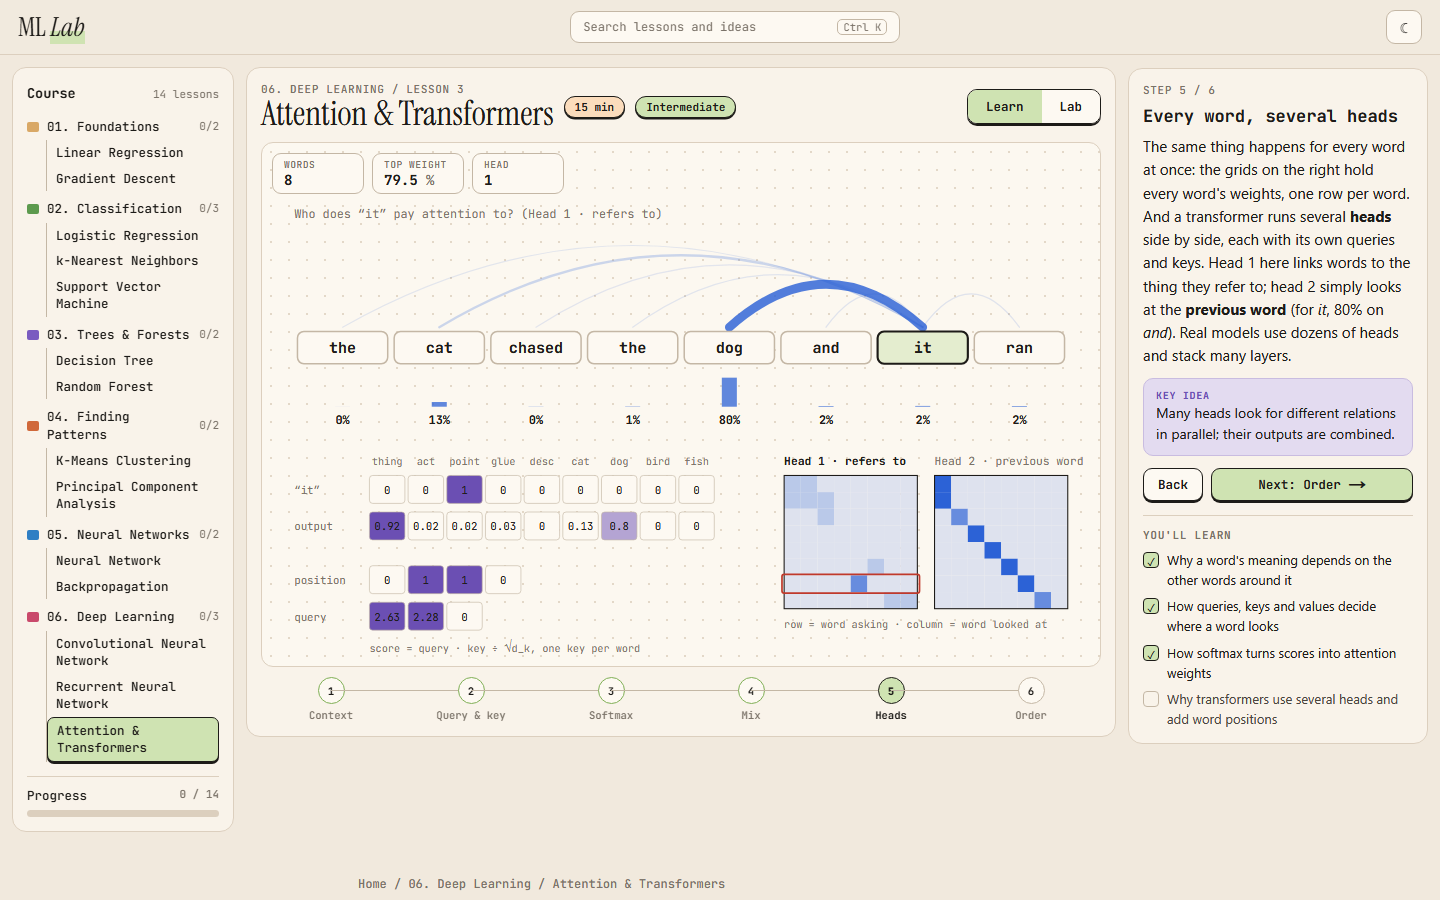 ML Lab
Search lessons and ideas
Ctrl K
Course
14 lessons
01. Foundations 0/2
Linear Regression
Gradient Descent
02. Classification 0/3
Logistic Regression
k-Nearest Neighbors
Support Vector
Machine
03. Trees & Forests 0/2
Decision Tree
Random Forest
04. Finding
Patterns 0/2
K-Means Clustering
Principal Component
Analysis
05. Neural Networks 0/2
Neural Network
Backpropagation
06. Deep Learning 0/3
Convolutional Neural
Network
Recurrent Neural
Network
Attention &
Transformers
Progress 0 / 14
06. DEEP LEARNING / LESSON 3
Attention & Transformers
15 min
Intermediate
Learn
Lab
WORDS
8
TOP WEIGHT
79.5 %
HEAD
1
Who does “it” pay attention to? (Head 1 · refers to)
the cat chased the dog and it ran
0% 13% 0% 1% 80% 2% 2% 2%
thing act point glue desc cat dog bird fish
“it” 0 0 1 0 0 0 0 0 0
output 0.92 0.02 0.02 0.03 0 0.13 0.8 0 0
position 0 1 1 0
query 2.63 2.28 0
score = query · key ÷ √d_k, one key per word
Head 1 · refers to
Head 2 · previous word
row = word asking · column = word looked at
1 2 3 4 5 6
Context Query & key Softmax Mix Heads Order
STEP 5 / 6
Every word, several heads
The same thing happens for every word
at once: the grids on the right hold
every word's weights, one row per word.
And a transformer runs several heads
side by side, each with its own queries
and keys. Head 1 here links words to the
thing they refer to; head 2 simply looks
at the previous word (for it, 80% on
and). Real models use dozens of heads
and stack many layers.
KEY IDEA
Many heads look for different relations
in parallel; their outputs are combined.
Back
Next: Order →
YOU'LL LEARN
Why a word's meaning depends on the
other words around it
How queries, keys and values decide
where a word looks
How softmax turns scores into attention
weights
Why transformers use several heads and
add word positions
Home / 06. Deep Learning / Attention & Transformers